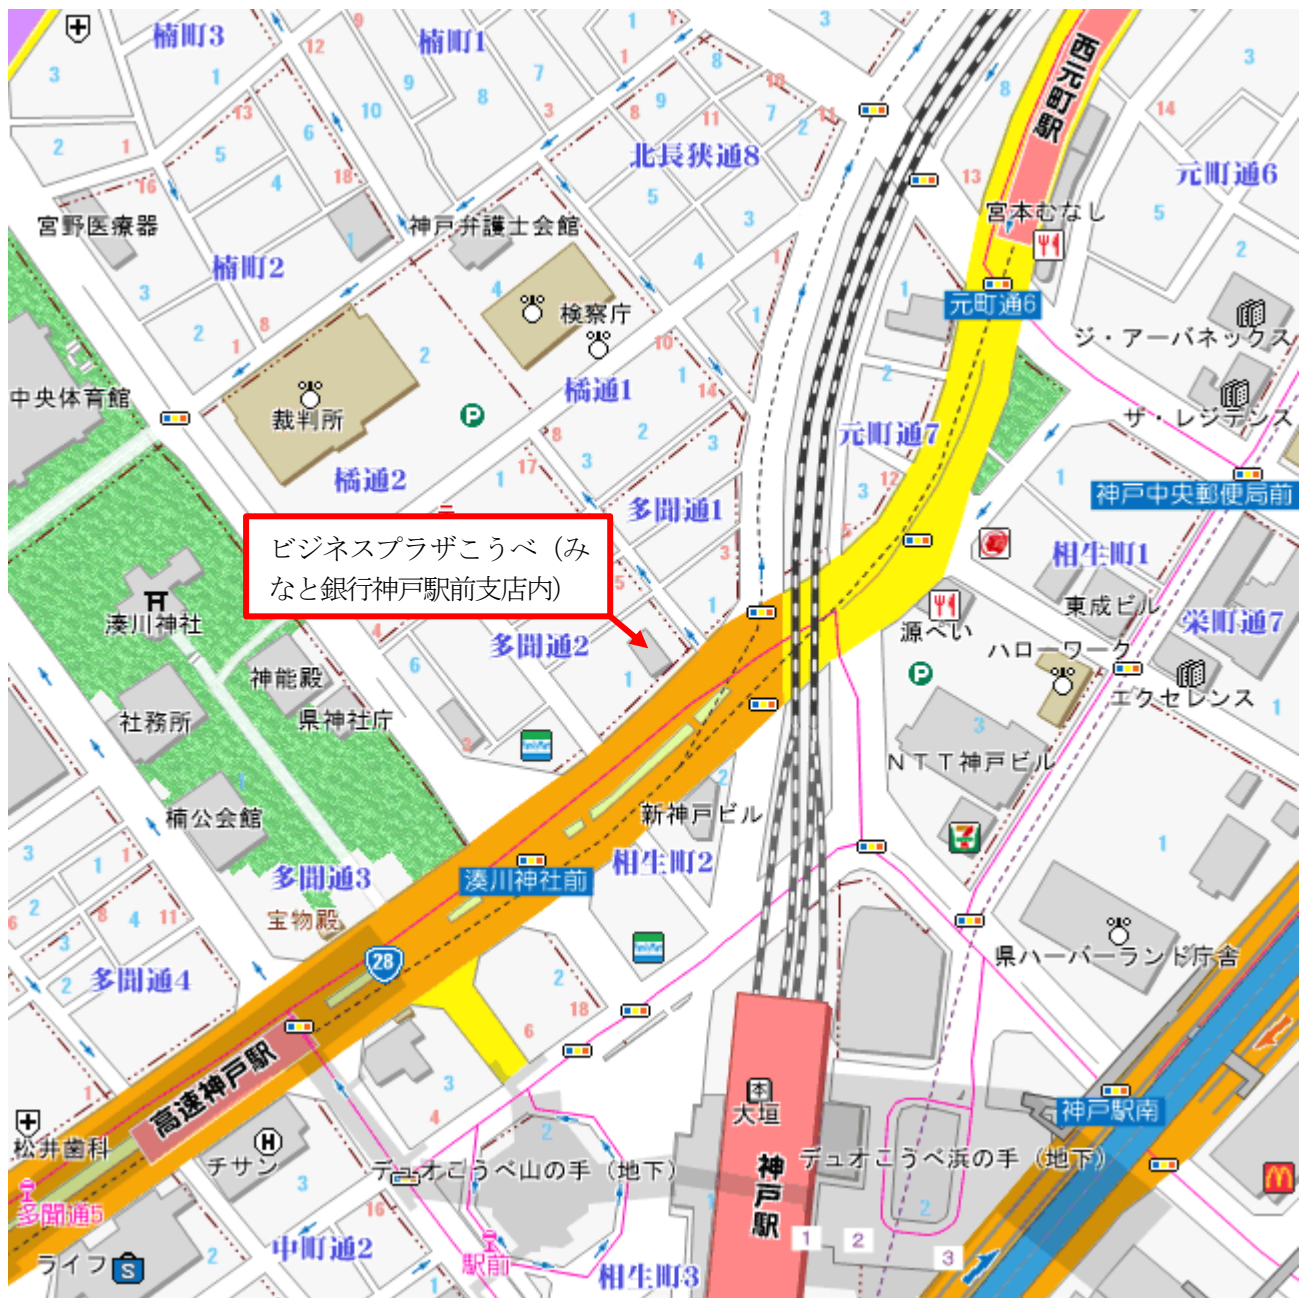 楠町3
楠町1
西元町駅
北長狭通8
元町通6
宮野医療器
神戸弁護士会館
宮本むなし
楠町2
元町通6
検察庁
ジ・アーバネックス
中央体育館
裁判所
橘通1
ザ・レジデンス
元町通7
橘通2
神戸中央郵便局前
多聞通1
ビジネスプラザこうべ（み
なと銀行神戸駅前支店内）
相生町1
東成ビル
湊川神社
多聞通2
源ぺい
栄町通7
ハローワーク
神能殿
エクセレンス
社務所
県神社庁
NTT神戸ビル
新神戸ビル
楠公会館
相生町2
多聞通3
湊川神社前
宝物殿
28
県ハーバーランド庁舎
多聞通4
高速神戸駅
大垣
神戸駅南
松井歯科
チサン
デュオこうべ山の手（地下）
デュオこうべ浜の手（地下）
神戸駅
多聞通5
中町通2
駅前
ライフ
相生町3
1
2
3